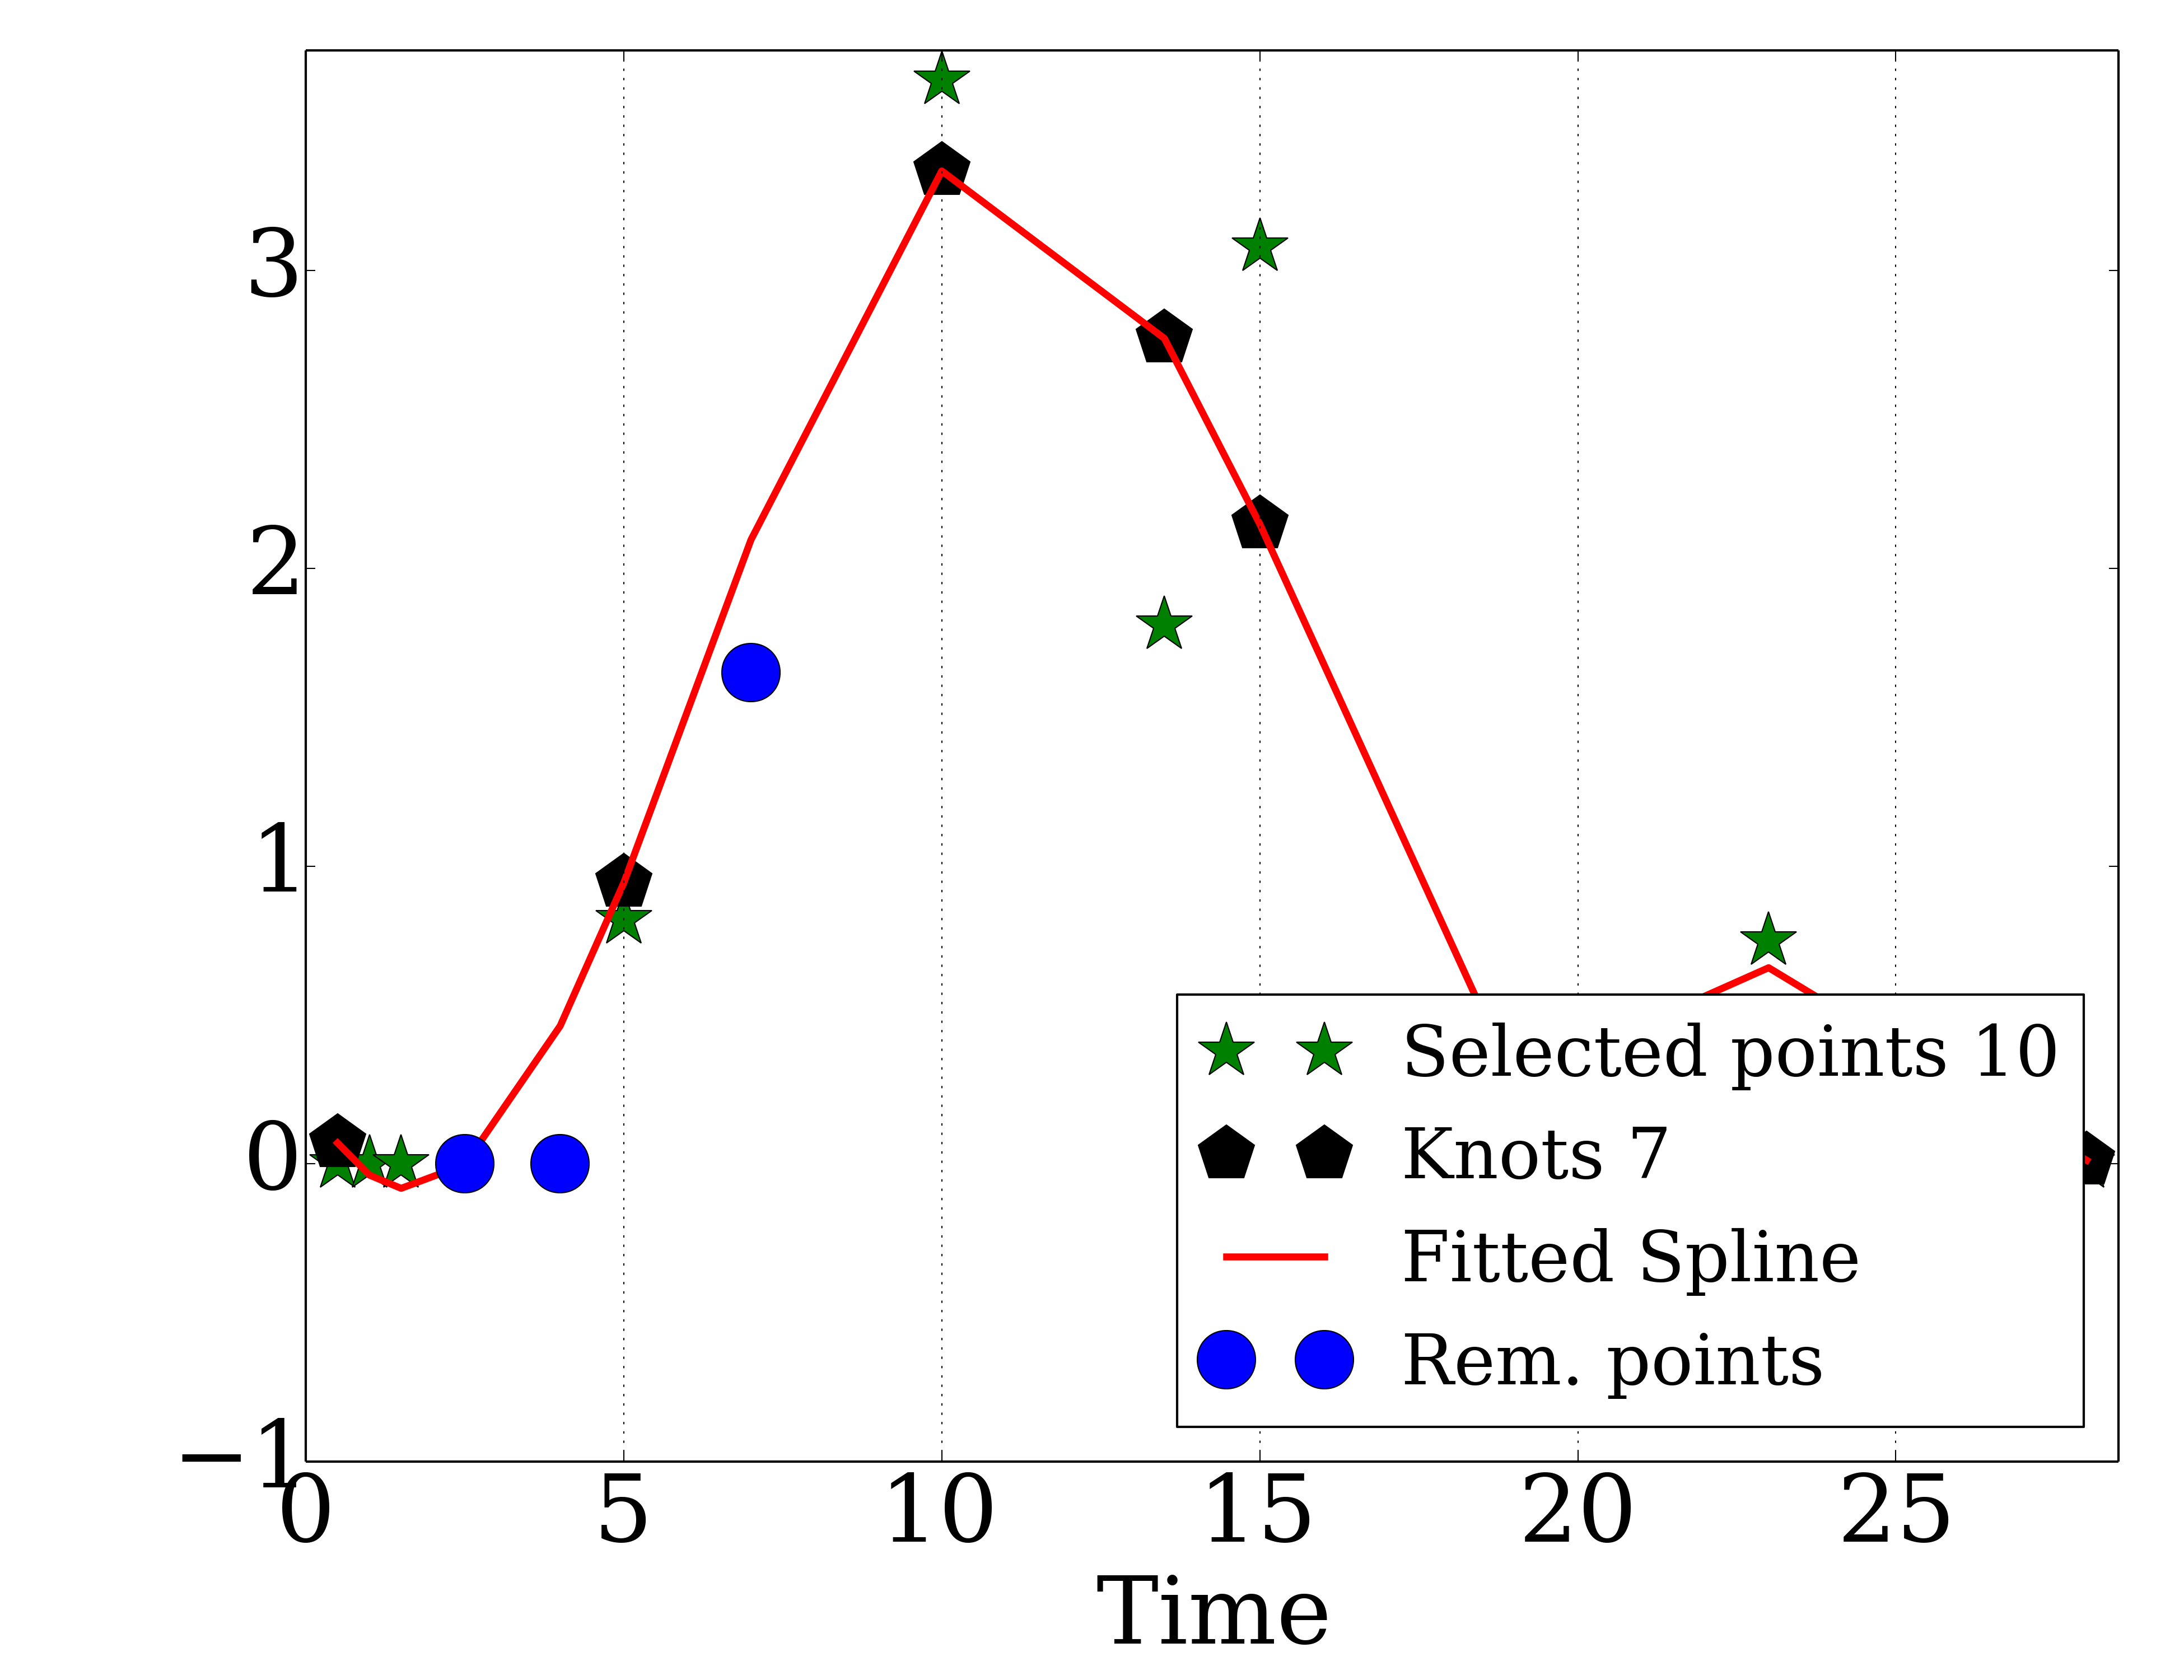 3
2
1
0
−1
0 5 10 15 20 25
Time
Selected points 10
Knots 7
Fitted Spline
Rem. points